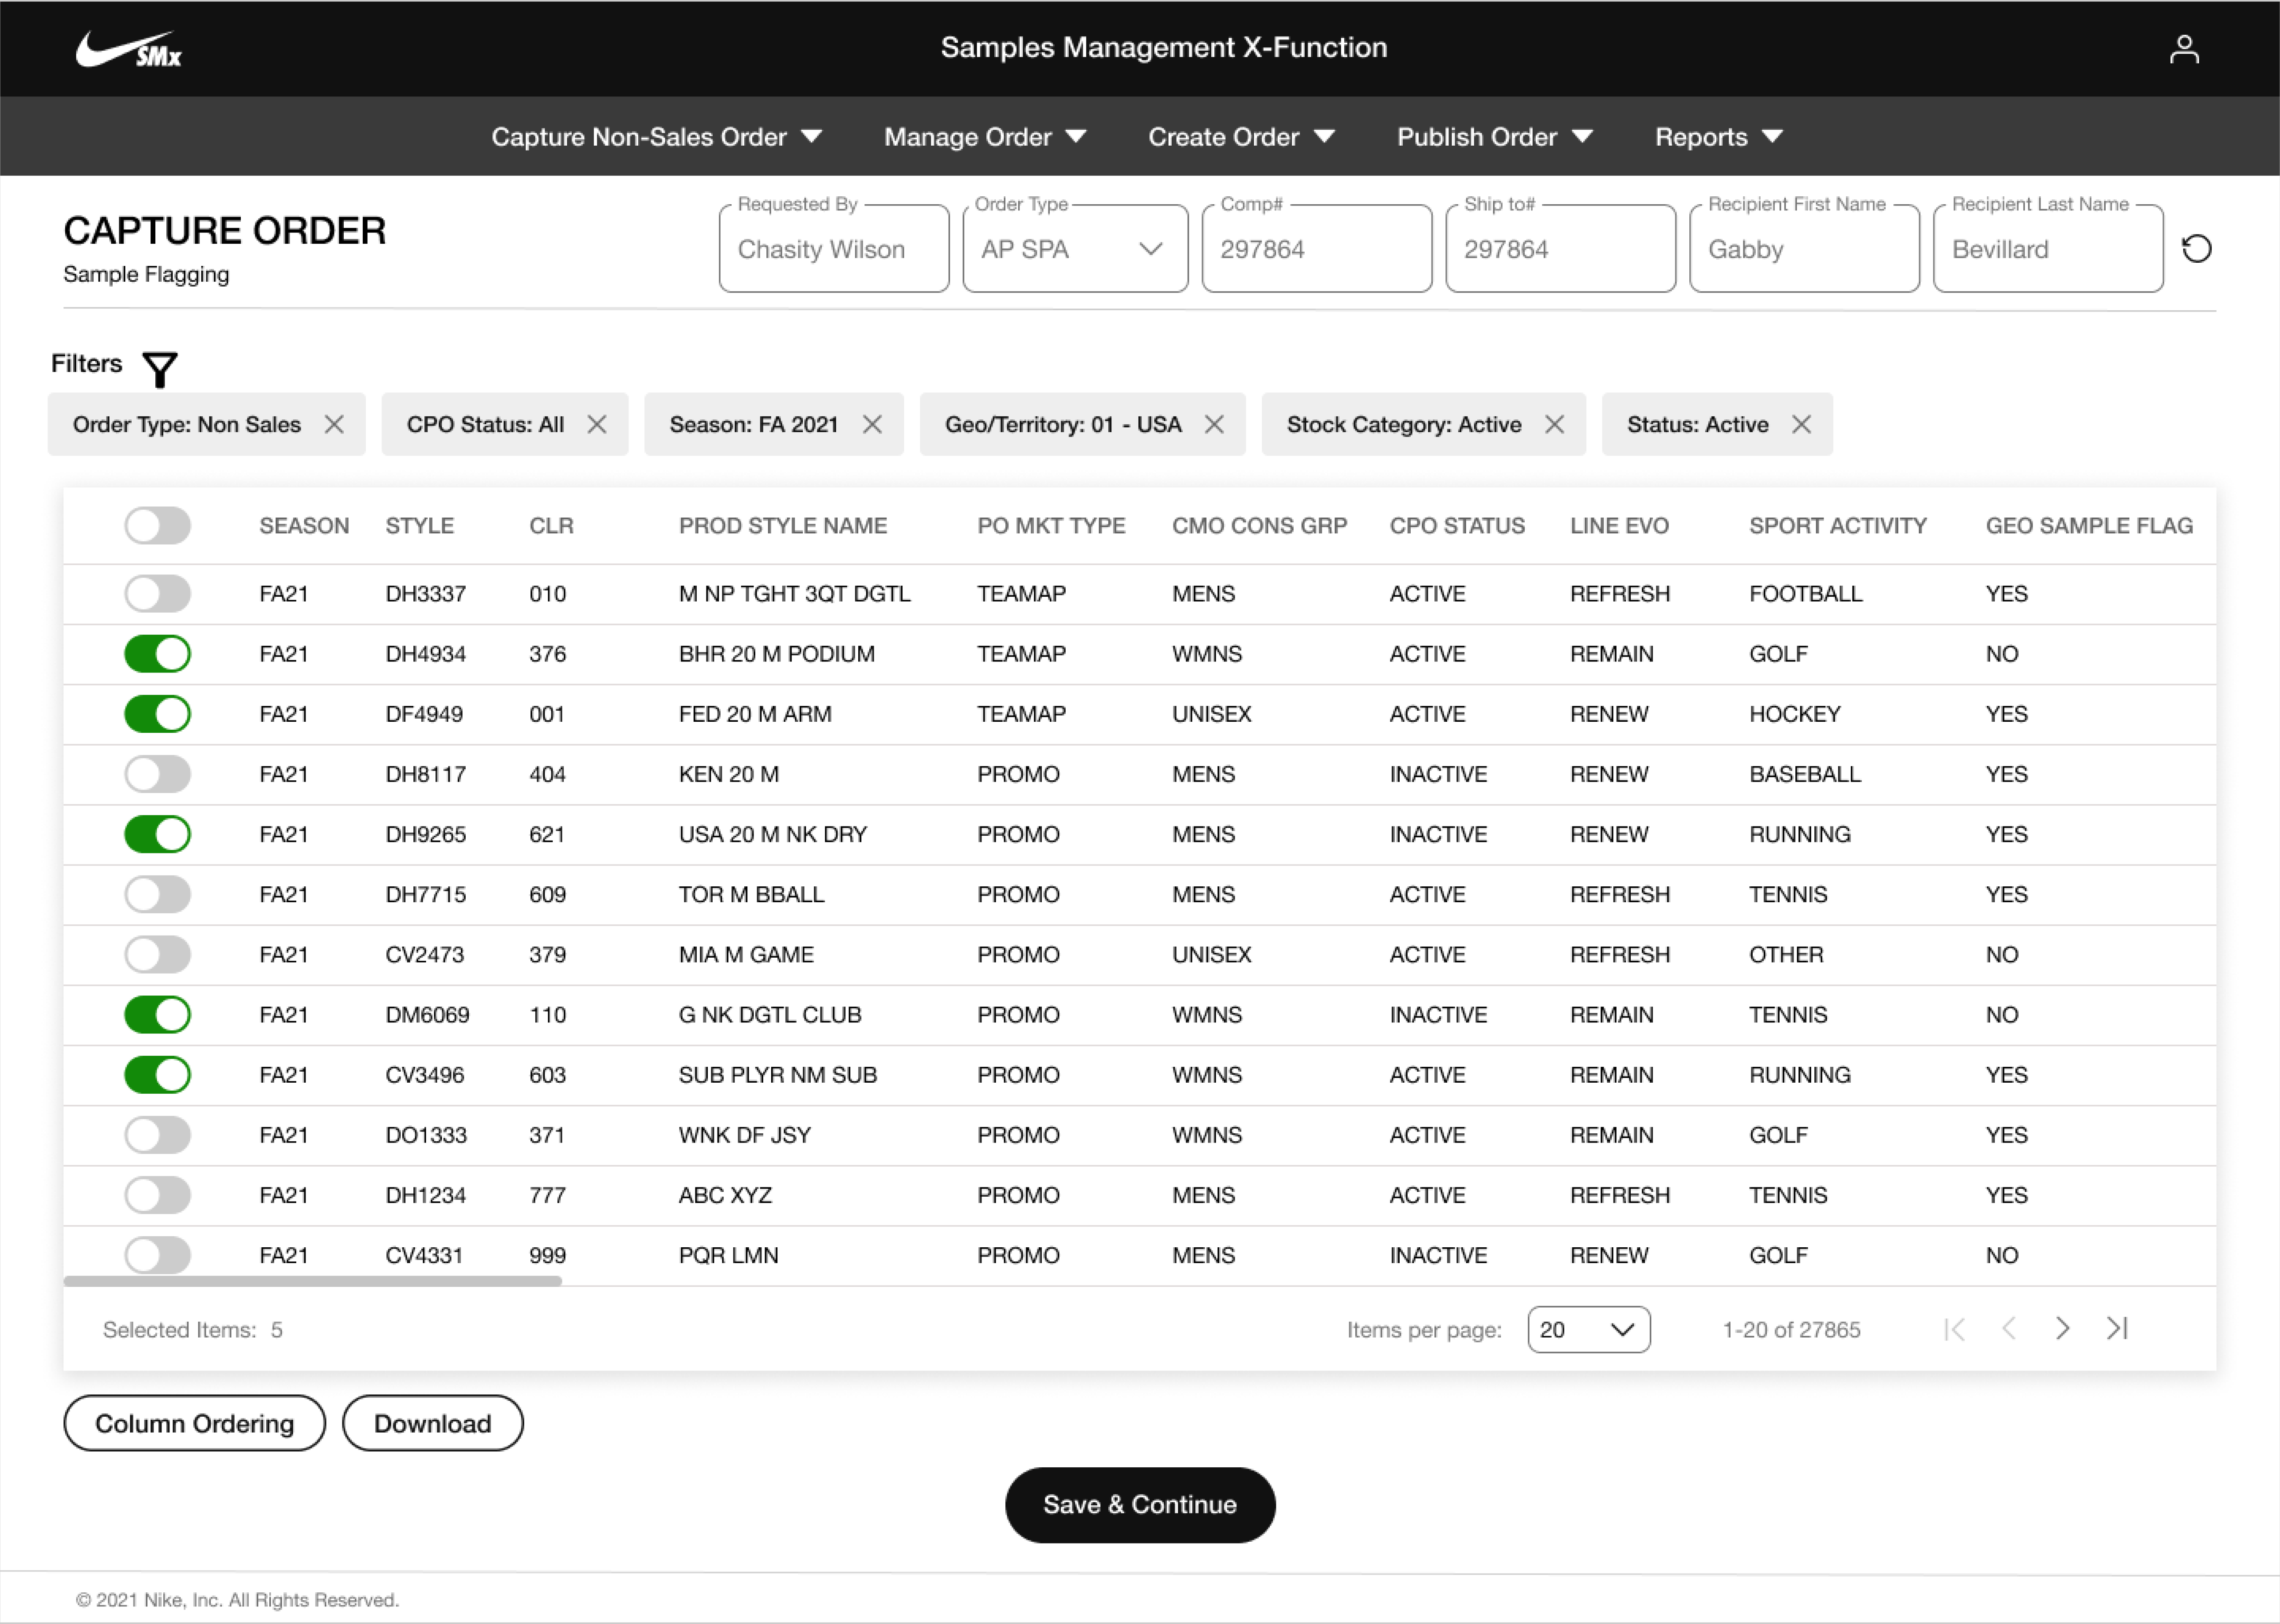 SMx
Samples Management X-Function
Capture Non-Sales Order Manage Order Create Order Publish Order Reports
CAPTURE ORDER
Sample Flagging
Requested By Order Type Comp# Ship to# Recipient First Name Recipient Last Name
Chasity Wilson AP SPA 297864 297864 Gabby Bevillard
Filters
Order Type: Non Sales CPO Status: All Season: FA 2021 Geo/Territory: 01 - USA Stock Category: Active Status: Active
SEASON STYLE CLR PROD STYLE NAME PO MKT TYPE CMO CONS GRP CPO STATUS LINE EVO SPORT ACTIVITY GEO SAMPLE FLAG
FA21 DH3337 010 M NP TGHT 3QT DGTL TEAMAP MENS ACTIVE REFRESH FOOTBALL YES
FA21 DH4934 376 BHR 20 M PODIUM TEAMAP WMNS ACTIVE REMAIN GOLF NO
FA21 DF4949 001 FED 20 M ARM TEAMAP UNISEX ACTIVE RENEW HOCKEY YES
FA21 DH8117 404 KEN 20 M PROMO MENS INACTIVE RENEW BASEBALL YES
FA21 DH9265 621 USA 20 M NK DRY PROMO MENS INACTIVE RENEW RUNNING YES
FA21 DH7715 609 TOR M BBALL PROMO MENS ACTIVE REFRESH TENNIS YES
FA21 CV2473 379 MIA M GAME PROMO UNISEX ACTIVE REFRESH OTHER NO
FA21 DM6069 110 G NK DGTL CLUB PROMO WMNS INACTIVE REMAIN TENNIS NO
FA21 CV3496 603 SUB PLYR NM SUB PROMO WMNS ACTIVE REMAIN RUNNING YES
FA21 DO1333 371 WNK DF JSY PROMO WMNS ACTIVE REMAIN GOLF YES
FA21 DH1234 777 ABC XYZ PROMO MENS ACTIVE REFRESH TENNIS YES
FA21 CV4331 999 PQR LMN PROMO MENS INACTIVE RENEW GOLF NO
Selected Items: 5 Items per page: 20 1-20 of 27865
Column Ordering Download
Save & Continue
© 2021 Nike, Inc. All Rights Reserved.